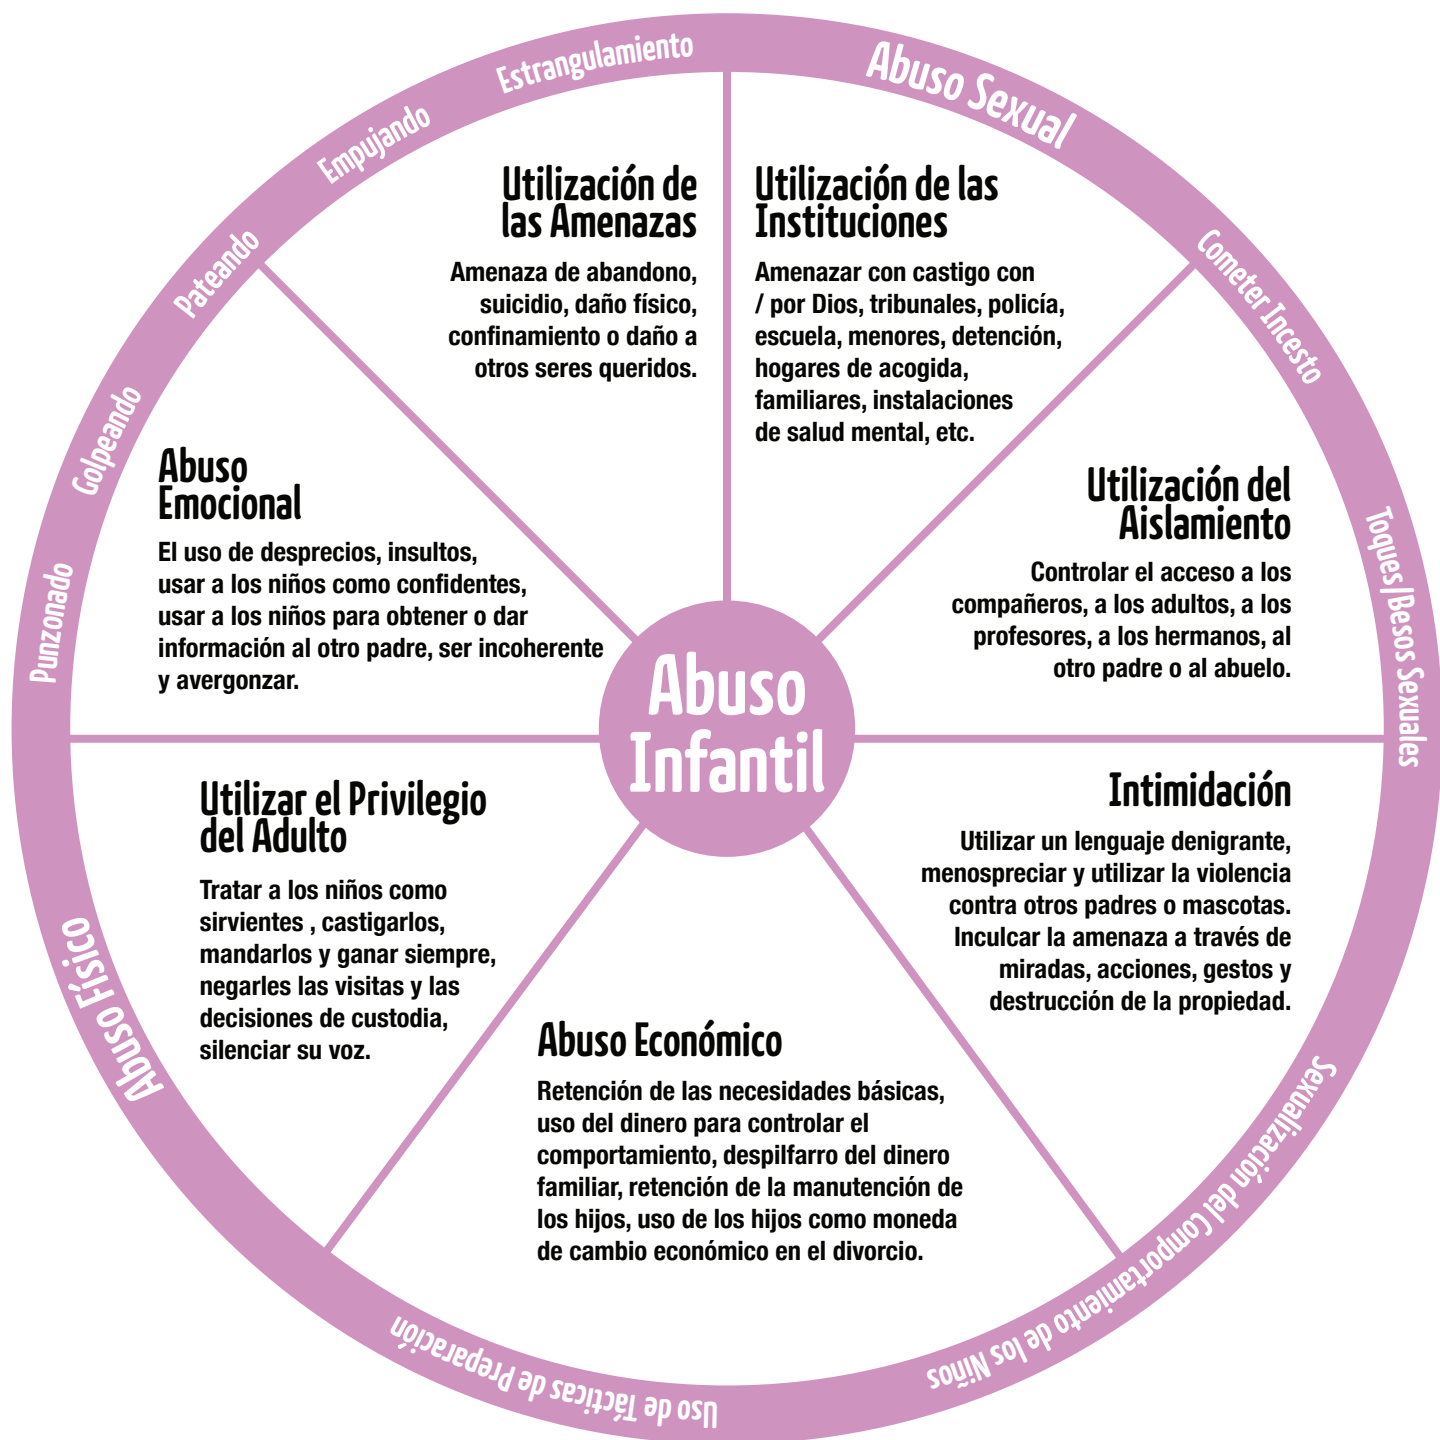 Estrangulamiento
Empujando
Pateando
Golpeando
Punzonado
Abuso Físico
Abuso Sexual
Cometer Incesto
Toques/Besos Sexuales
Sexualización del Comportamiento de los Niños
Uso de Tácticas de Preparación
Utilización de
las Amenazas
Amenaza de abandono,
suicidio, daño físico,
confinamiento o daño a
otros seres queridos.
Utilización de las
Instituciones
Amenazar con castigo con
/ por Dios, tribunales, policía,
escuela, menores, detención,
hogares de acogida,
familiares, instalaciones
de salud mental, etc.
Abuso
Emocional
El uso de desprecios, insultos,
usar a los niños como confidentes,
usar a los niños para obtener o dar
información al otro padre, ser incoherente
y avergonzar.
Utilización del
Aislamiento
Controlar el acceso a los
compañeros, a los adultos, a los
profesores, a los hermanos, al
otro padre o al abuelo.
Abuso
Infantil
Utilizar el Privilegio
del Adulto
Tratar a los niños como
sirvientes , castigarlos,
mandarlos y ganar siempre,
negarles las visitas y las
decisiones de custodia,
silenciar su voz.
Intimidación
Utilizar un lenguaje denigrante,
menospreciar y utilizar la violencia
contra otros padres o mascotas.
Inculcar la amenaza a través de
miradas, acciones, gestos y
destrucción de la propiedad.
Abuso Económico
Retención de las necesidades básicas,
uso del dinero para controlar el
comportamiento, despilfarro del dinero
familiar, retención de la manutención de
los hijos, uso de los hijos como moneda
de cambio económico en el divorcio.